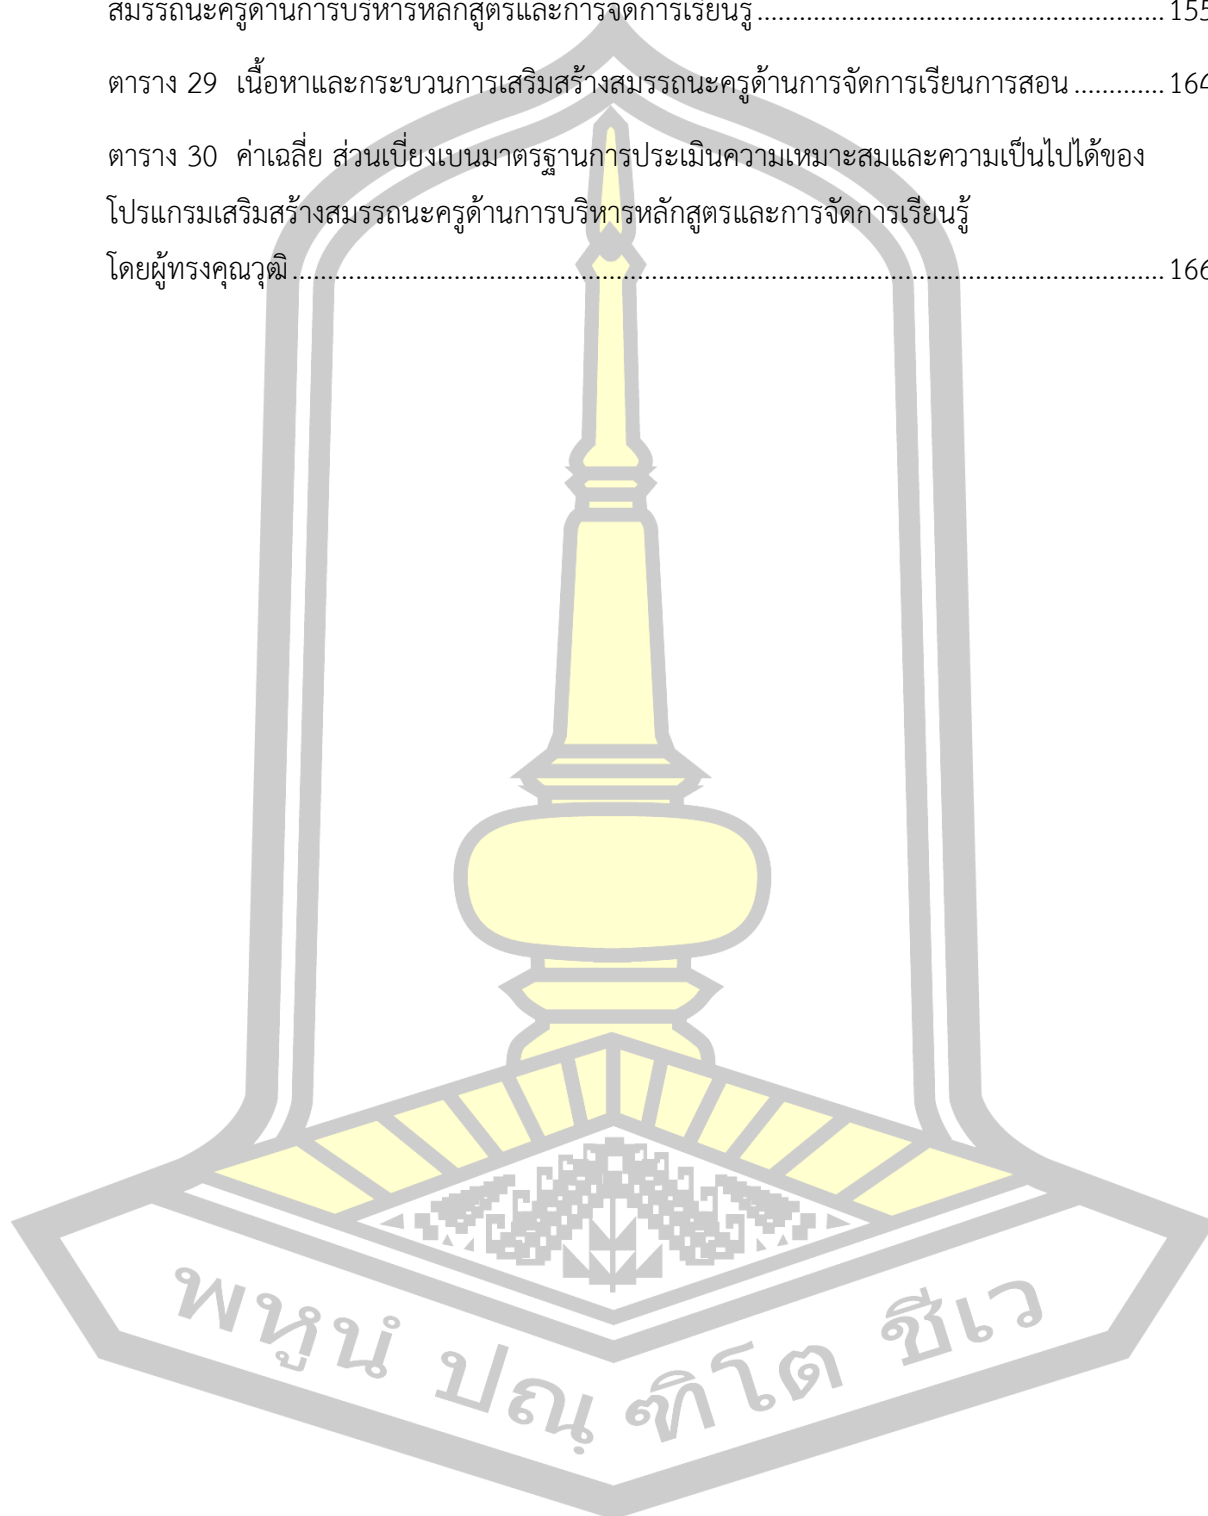 สมรรถนะครูด้านการบริหารหลักสูตรและการจัดการเรียนรู้ ........ 155
ตาราง 29 เนื้อหาและกระบวนการเสริมสร้างสมรรถนะครูด้านการจัดการเรียนการสอน ............. 164
ตาราง 30 ค่าเฉลี่ย ส่วนเบี่ยงเบนมาตรฐานการประเมินความเหมาะสมและความเป็นไปได้ของ
โปรแกรมเสริมสร้างสมรรถนะครูด้านการบริหารหลักสูตรและการจัดการเรียนรู้
โดยผู้ทรงคุณวุฒิ ........ 166
พหูนํ ปณฺฑิโต ชีเว